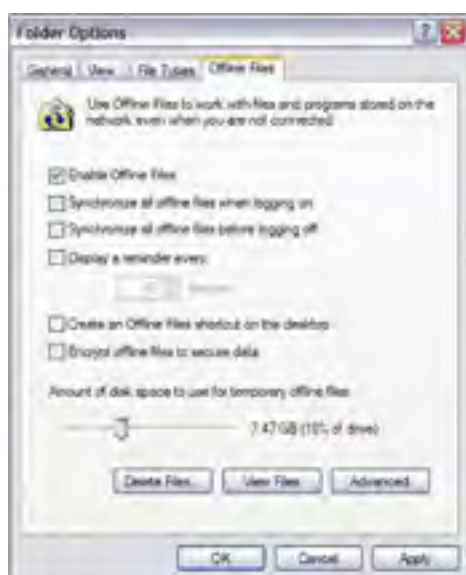 Folder Options
General View File Types Offline Files
Use Offline Files to work with files and programs stored on the
network even when you are not connected.
Enable Offline Files
Synchronize all offline files when logging on
Synchronize all offline files before logging off
Display a reminder every:
minutes
Create an Offline Files shortcut on the desktop
Encrypt offline files to secure data
Amount of disk space to use for temporary offline files:
7.47 GB (10% of drive)
Delete Files... View Files Advanced
OK Cancel Apply